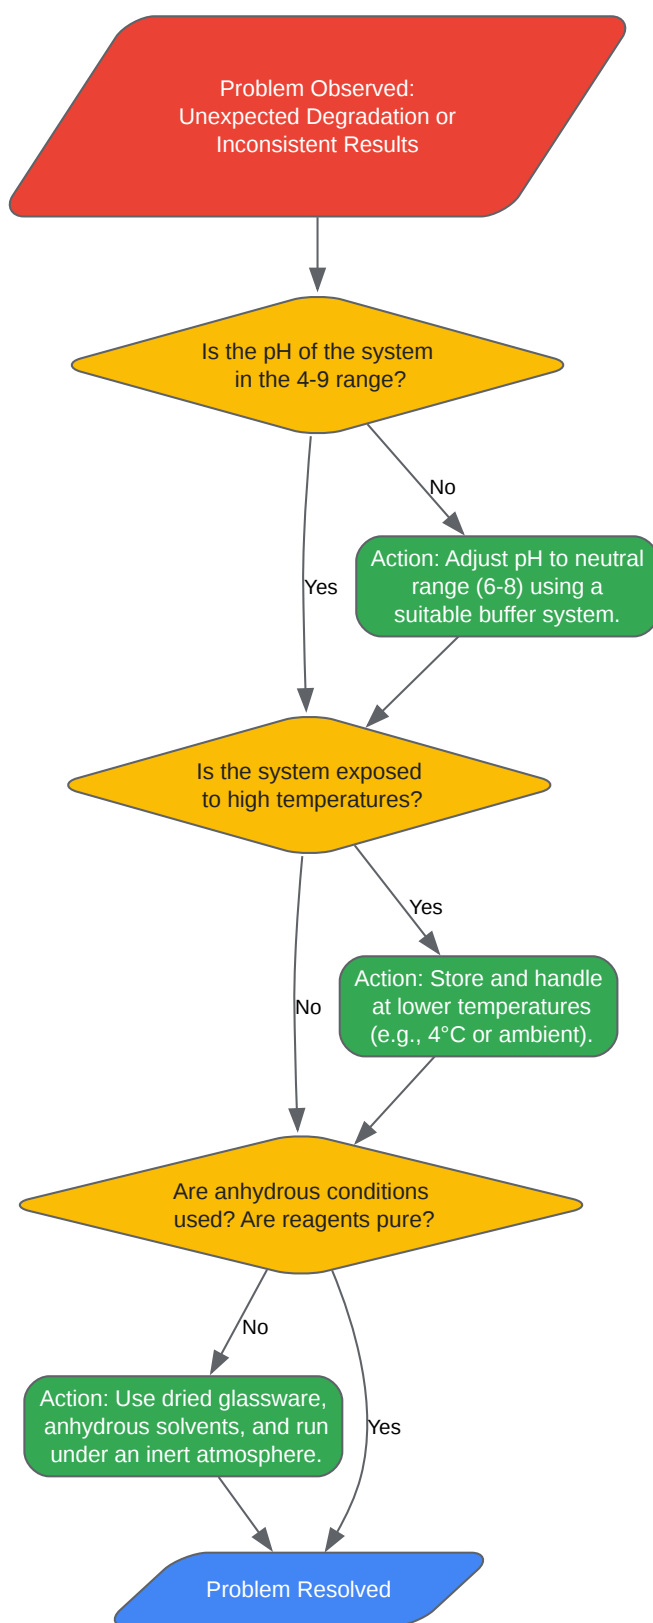 Problem Observed:
Unexpected Degradation or
Inconsistent Results
Is the pH of the system
in the 4-9 range?
No
Yes
Action: Adjust pH to neutral
range (6-8) using a
suitable buffer system.
Is the system exposed
to high temperatures?
Yes
No
Action: Store and handle
at lower temperatures
(e.g., 4°C or ambient).
Are anhydrous conditions
used? Are reagents pure?
No
Yes
Action: Use dried glassware,
anhydrous solvents, and run
under an inert atmosphere.
Problem Resolved